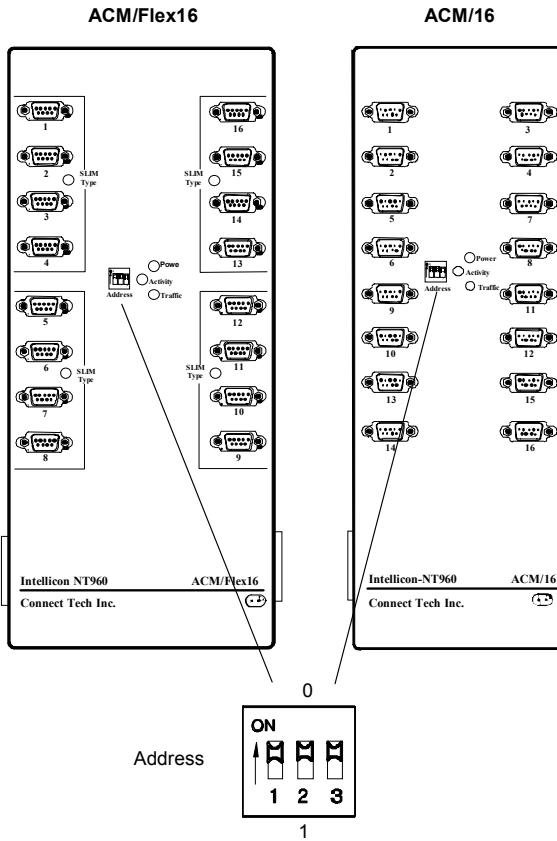 ACM/Flex16
1
2
3
4
SLIM
Type
5
6
7
8
SLIM
Type
16
15
14
13
SLIM
Type
12
11
10
9
SLIM
Type
Address
Powe
Activity
Traffic
Intellicon NT960 ACM/Flex16
Connect Tech Inc.
ACM/16
1 3
2 4
5 7
6 8
9 11
10 12
13 15
14 16
Address
Power
Activity
Traffic
Intellicon-NT960 ACM/16
Connect Tech Inc.
0
ON
Address
1 2 3
1